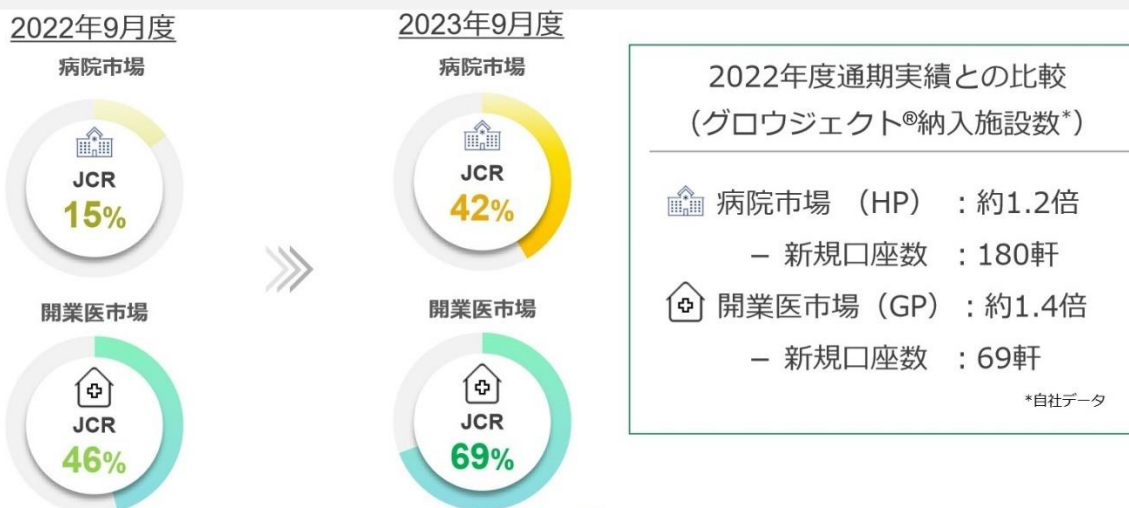 2022年9月度
病院市場
JCR
15%
開業医市場
JCR
46%
2023年9月度
病院市場
JCR
42%
開業医市場
JCR
69%
2022年度通期実績との比較
（グロウジェクト®納入施設数*）
病院市場 （HP） ：約1.2倍
– 新規口座数 ：180軒
開業医市場（GP）：約1.4倍
– 新規口座数 ：69軒
*自社データ